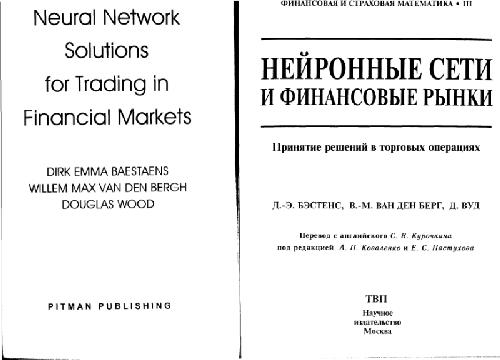 Neural Network
Solutions
for Trading in
Financial Markets
DIRK EMMA BAESTAENS
WILLEM MAX VAN DEN BERGH
DOUGLAS WOOD
PITMAN PUBLISHING
ФИНАНСОВАЯ И СТРАХОВАЯ МАТЕМАТИКА • III
НЕЙРОННЫЕ СЕТИ
И ФИНАНСОВЫЕ РЫНКИ
Принятие решений в торговых операциях
Д.-Э. БЭСТЕНС, В.-М. ВАН ДЕН БЕРГ, Д. ВУД
Перевод с английского С. В. Курочкина
под редакцией А. П. Коваленко и Е. С. Пастухова
ТВП
Научное
издательство
Москва